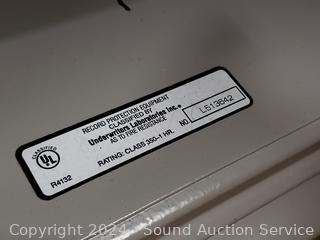 RECORD PROTECTION EQUIPMENT
CLASSIFIED BY
Underwriters Laboratories Inc.®
AS TO FIRE RESISTANCE
RATING: CLASS 350-1 HR.
NO. L513642
CLASSIFIED
UL
R4132
Copyright 2024 Sound Auction Service